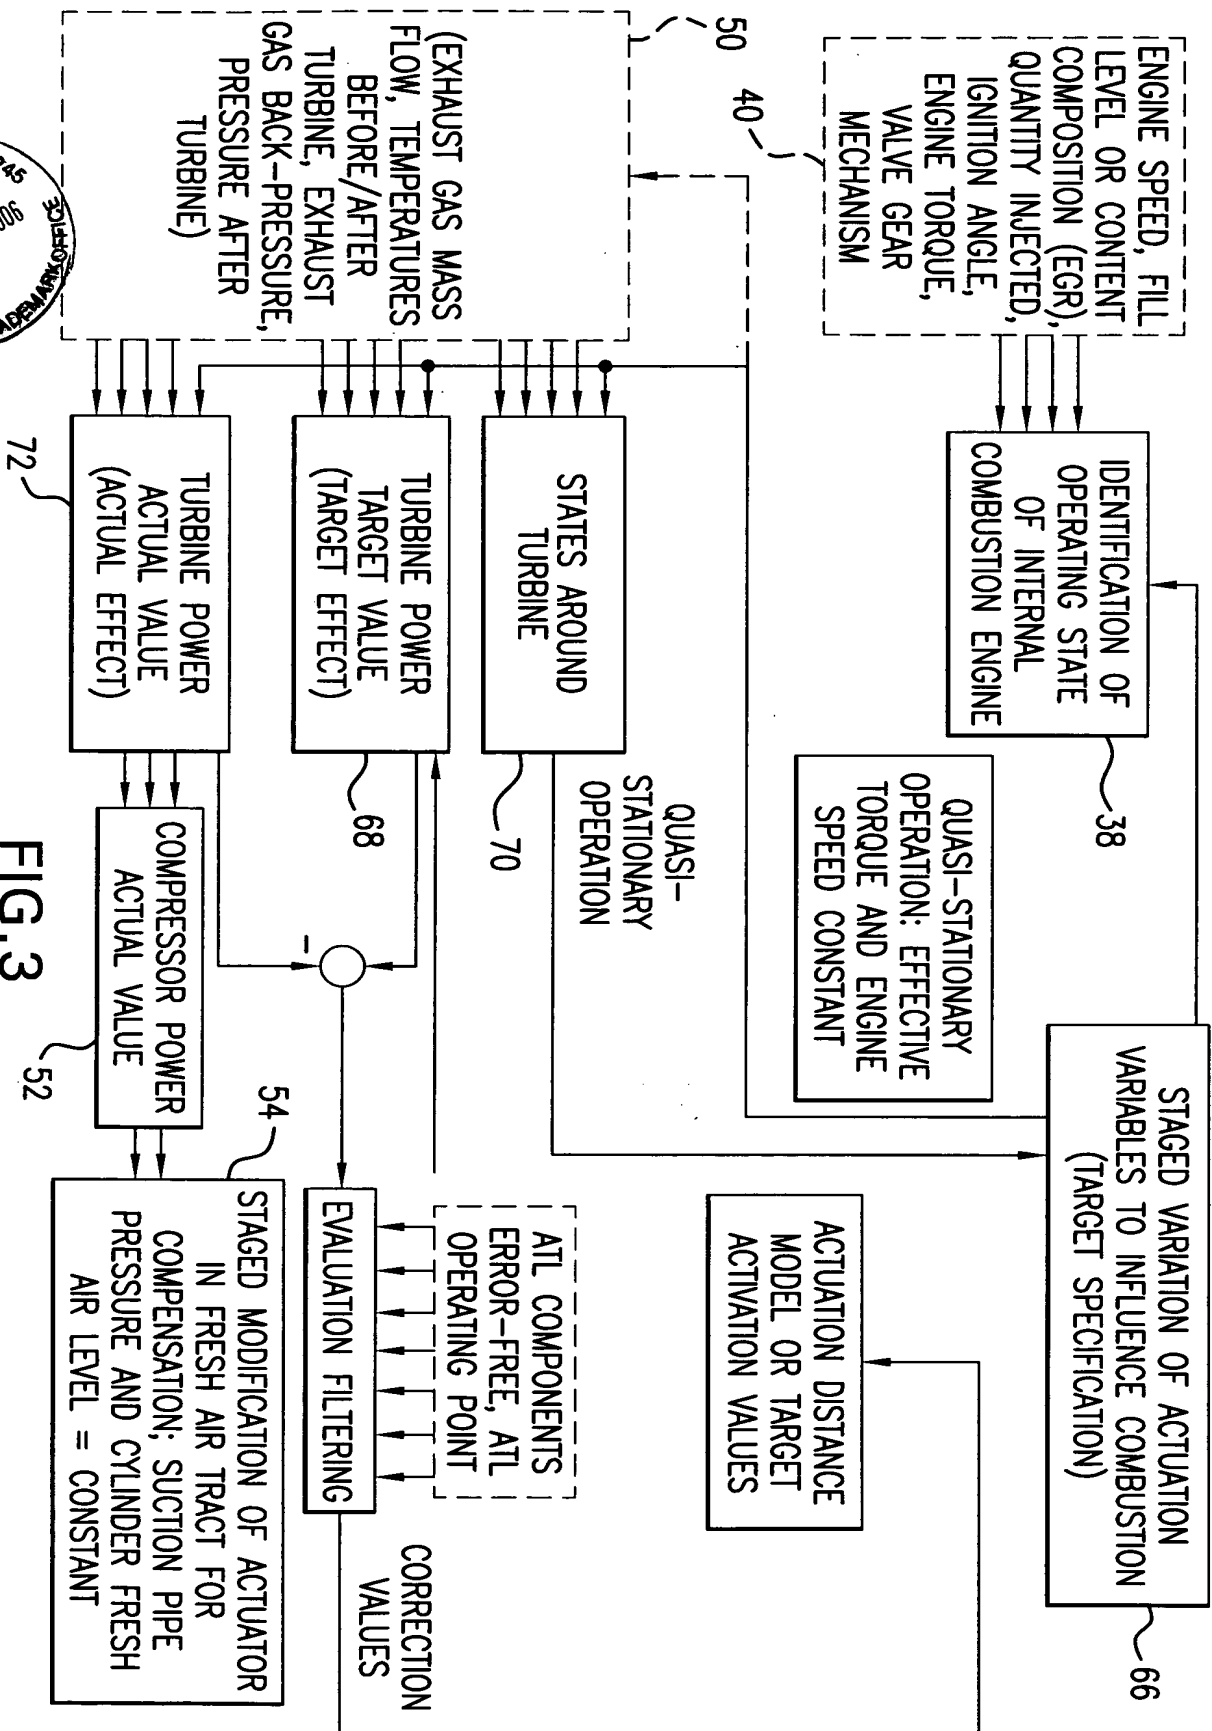 ENGINE SPEED, FILL
LEVEL OR CONTENT
COMPOSITION (EGR),
QUANTITY INJECTED,
IGNITION ANGLE,
ENGINE TORQUE,
VALVE GEAR
MECHANISM
40
IDENTIFICATION OF
OPERATING STATE
OF INTERNAL
COMBUSTION ENGINE
38
QUASI-STATIONARY
OPERATION: EFFECTIVE
TORQUE AND ENGINE
SPEED CONSTANT
STAGED VARIATION OF ACTUATION
VARIABLES TO INFLUENCE COMBUSTION
(TARGET SPECIFICATION)
66
ACTUATION DISTANCE
MODEL OR TARGET
ACTIVATION VALUES
50
(EXHAUST GAS MASS
FLOW, TEMPERATURES
BEFORE/AFTER
TURBINE, EXHAUST
GAS BACK-PRESSURE,
PRESSURE AFTER
TURBINE)
STATES AROUND
TURBINE
70
QUASI-
STATIONARY
OPERATION
TURBINE POWER
TARGET VALUE
(TARGET EFFECT)
68
ATL COMPONENTS
ERROR-FREE, ATL
OPERATING POINT
EVALUATION FILTERING
CORRECTION
VALUES
-
TURBINE POWER
ACTUAL VALUE
(ACTUAL EFFECT)
72
COMPRESSOR POWER
ACTUAL VALUE
52
54
STAGED MODIFICATION OF ACTUATOR
IN FRESH AIR TRACT FOR
COMPENSATION; SUCTION PIPE
PRESSURE AND CYLINDER FRESH
AIR LEVEL = CONSTANT
FIG.3